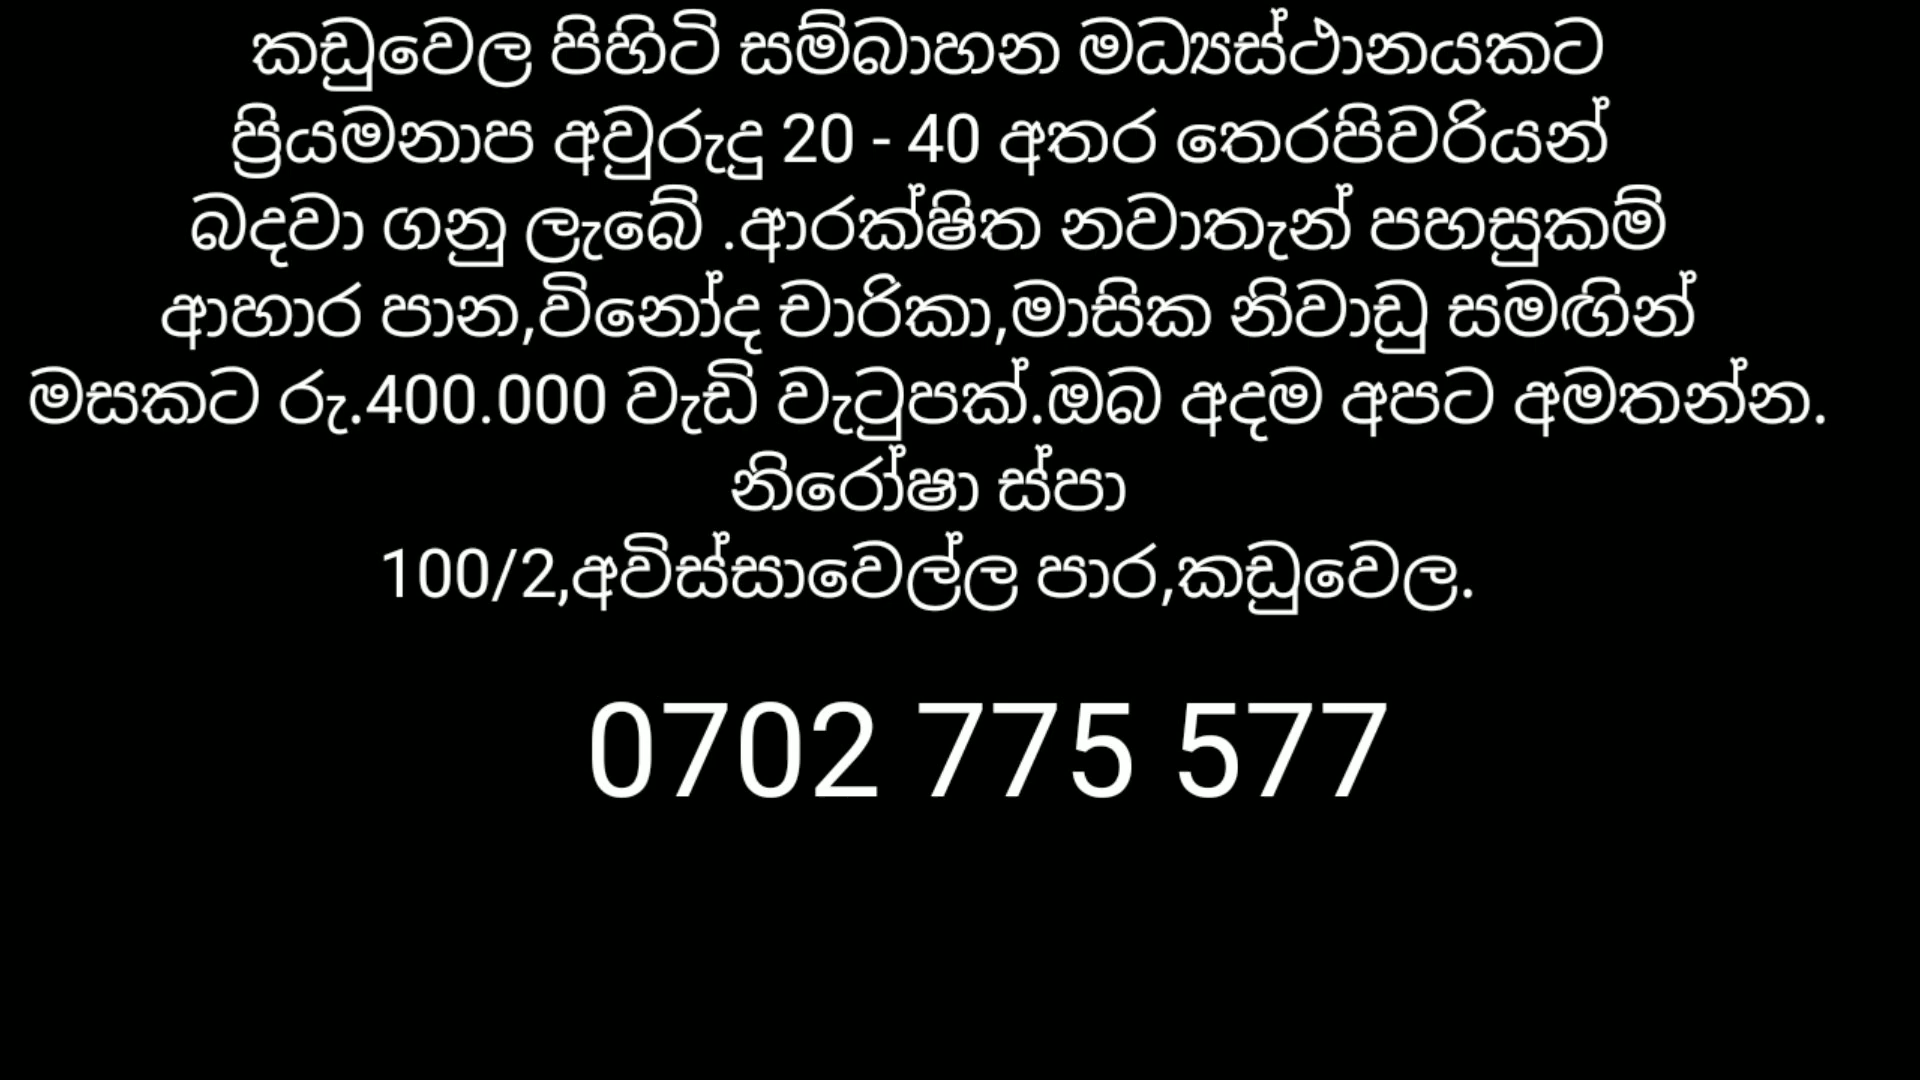 කඩුවෙල පිහිටි සම්බාහන මධ්‍යස්ථානයකට
ප්‍රියමනාප අවුරුදු 20 - 40 අතර තෙරපිවරියන්
බදවා ගනු ලැබේ .ආරක්ෂිත නවාතැන් පහසුකම්
ආහාර පාන,විනෝද චාරිකා,මාසික නිවාඩු සමඟින්
මසකට රු.400.000 වැඩි වැටුපක්.ඔබ අදම අපට අමතන්න.
නිරෝෂා ස්පා
100/2,අවිස්සාවෙල්ල පාර,කඩුවෙල.
0702 775 577